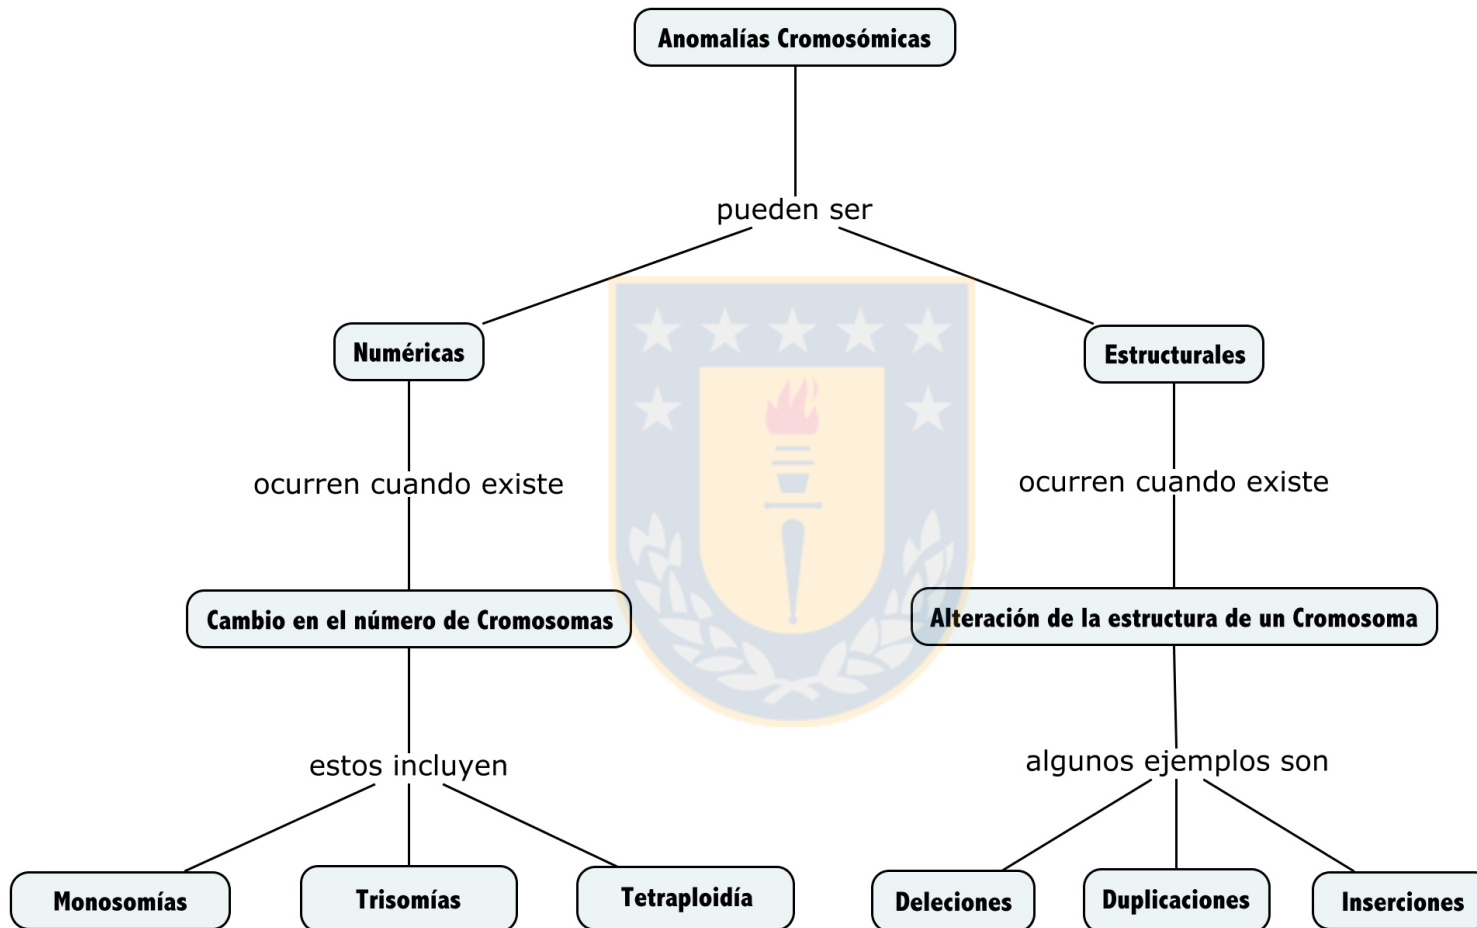 Anomalías Cromosómicas
pueden ser
Numéricas
Estructurales
ocurren cuando existe
ocurren cuando existe
Cambio en el número de Cromosomas
Alteración de la estructura de un Cromosoma
estos incluyen
algunos ejemplos son
Monosomías
Trisomías
Tetraploidía
Deleciones
Duplicaciones
Inserciones